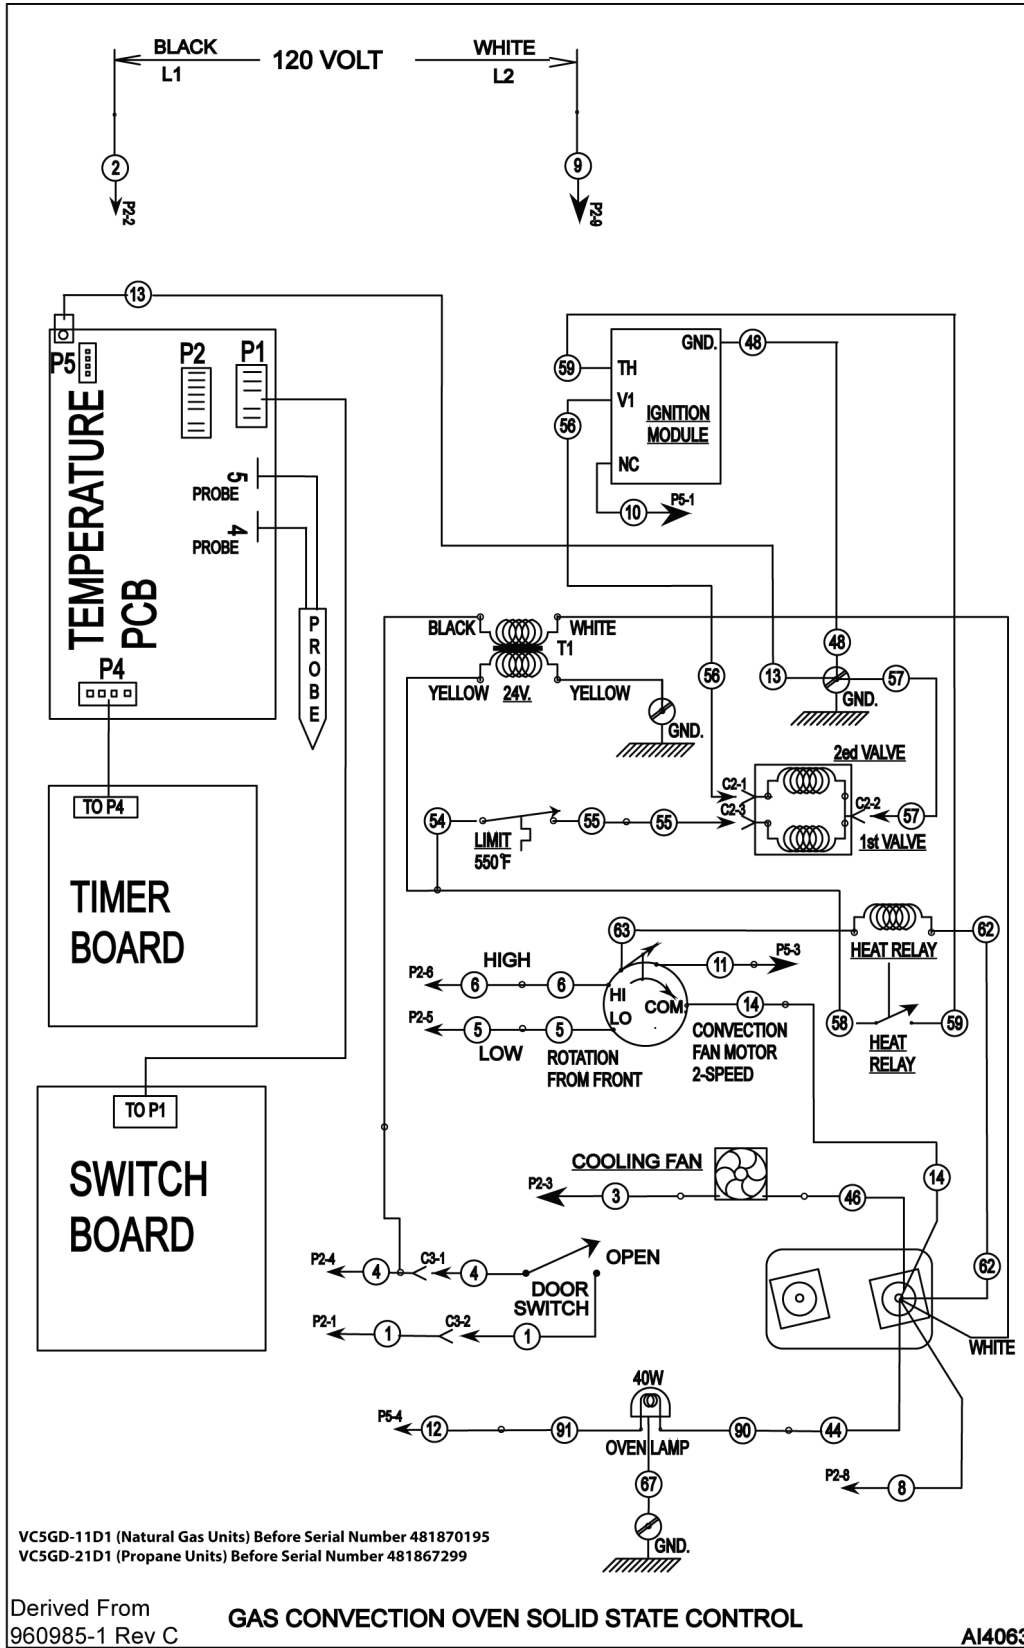 BLACK
L1
120 VOLT
WHITE
L2
2
9
P2-2
P2-9
13
P5
P2
P1
TEMPERATURE
PCB
5
PROBE
4
PROBE
PROBE
P4
GND.
48
59
TH
V1
56
IGNITION
MODULE
NC
10
P5-1
BLACK
WHITE
T1
YELLOW
24V.
YELLOW
GND.
48
56
13
57
GND.
2ed VALVE
C2-1
C2-3
C2-2
57
1st VALVE
54
LIMIT
550°F
55
55
TO P4
TIMER
BOARD
63
62
HEAT RELAY
P5-3
11
HIGH
P2-6
6
6
HI
COM.
14
P2-5
5
5
LO
LOW
ROTATION
FROM FRONT
CONVECTION
FAN MOTOR
2-SPEED
58
59
HEAT
RELAY
TO P1
SWITCH
BOARD
COOLING FAN
P2-3
3
46
14
OPEN
P2-4
4
C3-1
4
DOOR
SWITCH
62
P2-1
1
C3-2
1
WHITE
40W
P5-4
12
91
90
44
OVEN LAMP
67
P2-8
8
GND.
VC5GD-11D1 (Natural Gas Units) Before Serial Number 481870195
VC5GD-21D1 (Propane Units) Before Serial Number 481867299
Derived From
960985-1 Rev C
GAS CONVECTION OVEN SOLID STATE CONTROL
AI4063